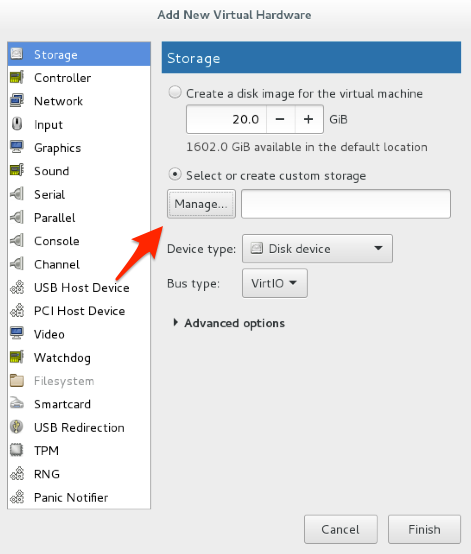 Add New Virtual Hardware
Storage
Controller
Network
Input
Graphics
Sound
Serial
Parallel
Console
Channel
USB Host Device
PCI Host Device
Video
Watchdog
Filesystem
Smartcard
USB Redirection
TPM
RNG
Panic Notifier
Storage
Create a disk image for the virtual machine
20.0 − + GiB
1602.0 GiB available in the default location
Select or create custom storage
Manage...
Device type: Disk device
Bus type: VirtIO
Advanced options
Cancel Finish